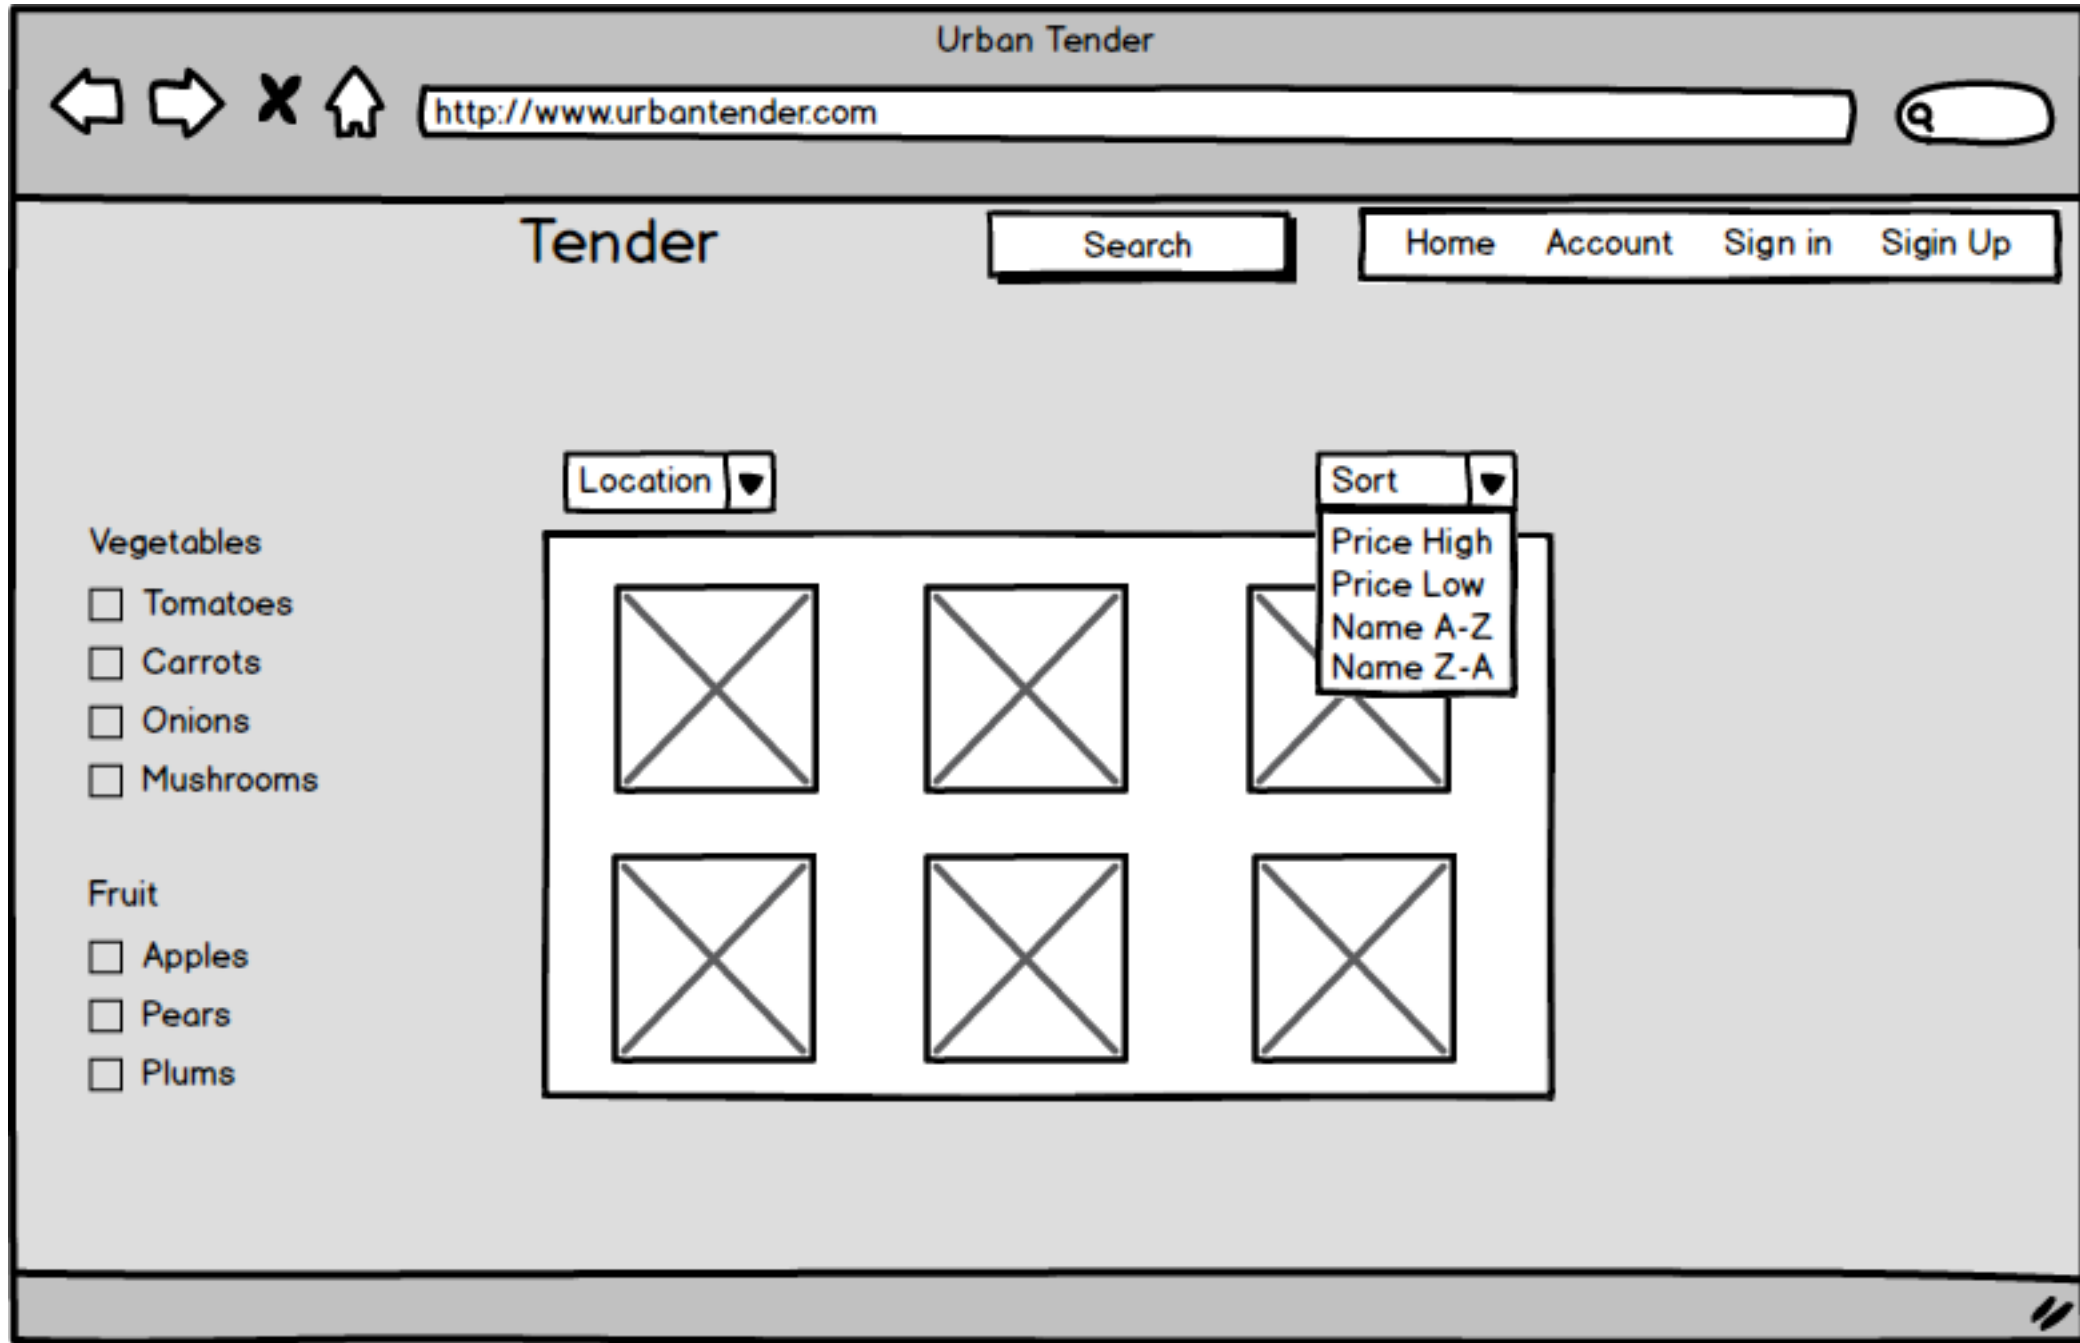 Urban Tender
http://www.urbantender.com
Tender
Search
Home Account Sign in Sigin Up
Location
Sort
Price High
Price Low
Name A-Z
Name Z-A
Vegetables
Tomatoes
Carrots
Onions
Mushrooms
Fruit
Apples
Pears
Plums